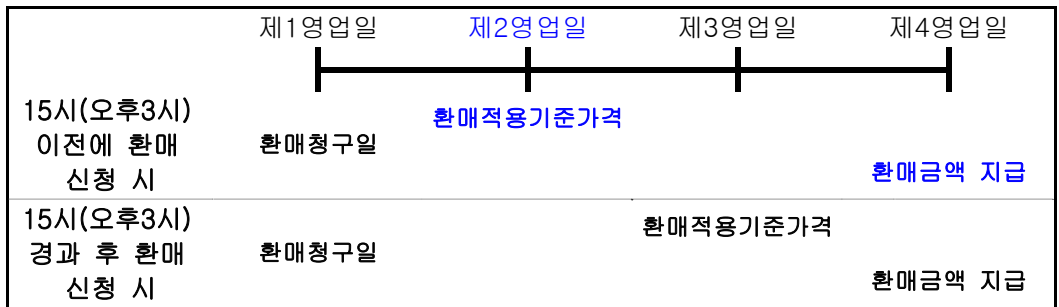 제1영업일 제2영업일 제3영업일 제4영업일
15시(오후3시)
이전에 환매
신청 시
환매청구일
환매적용기준가격
환매금액 지급
15시(오후3시)
경과 후 환매
신청 시
환매청구일
환매적용기준가격
환매금액 지급